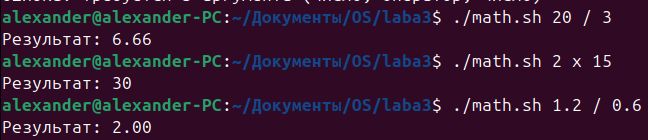 alexander@alexander-PC:~/Документы/OS/laba3$ ./math.sh 20 / 3
Результат: 6.66
alexander@alexander-PC:~/Документы/OS/laba3$ ./math.sh 2 x 15
Результат: 30
alexander@alexander-PC:~/Документы/OS/laba3$ ./math.sh 1.2 / 0.6
Результат: 2.00